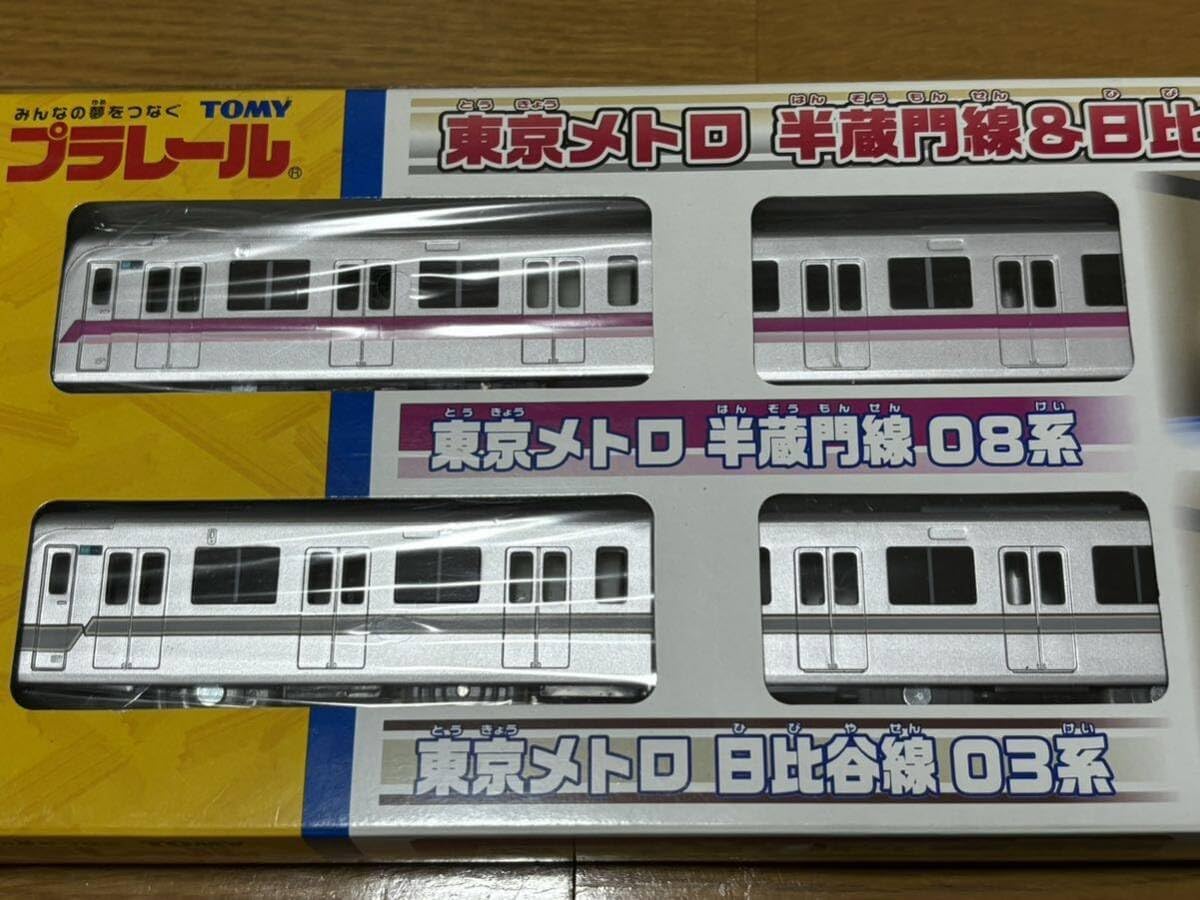 みんなの夢をつなぐ TOMY
プラレール®
東京メトロ 半蔵門線&日比
東京メトロ 半蔵門線 08系
東京メトロ 日比谷線 03系